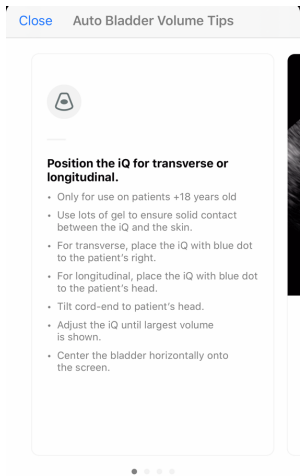 Close Auto Bladder Volume Tips
Position the iQ for transverse or
longitudinal.
• Only for use on patients +18 years old
• Use lots of gel to ensure solid contact
between the iQ and the skin.
• For transverse, place the iQ with blue dot
to the patient's right.
• For longitudinal, place the iQ with blue dot
to the patient's head.
• Tilt cord-end to patient's head.
• Adjust the iQ until largest volume
is shown.
• Center the bladder horizontally onto
the screen.